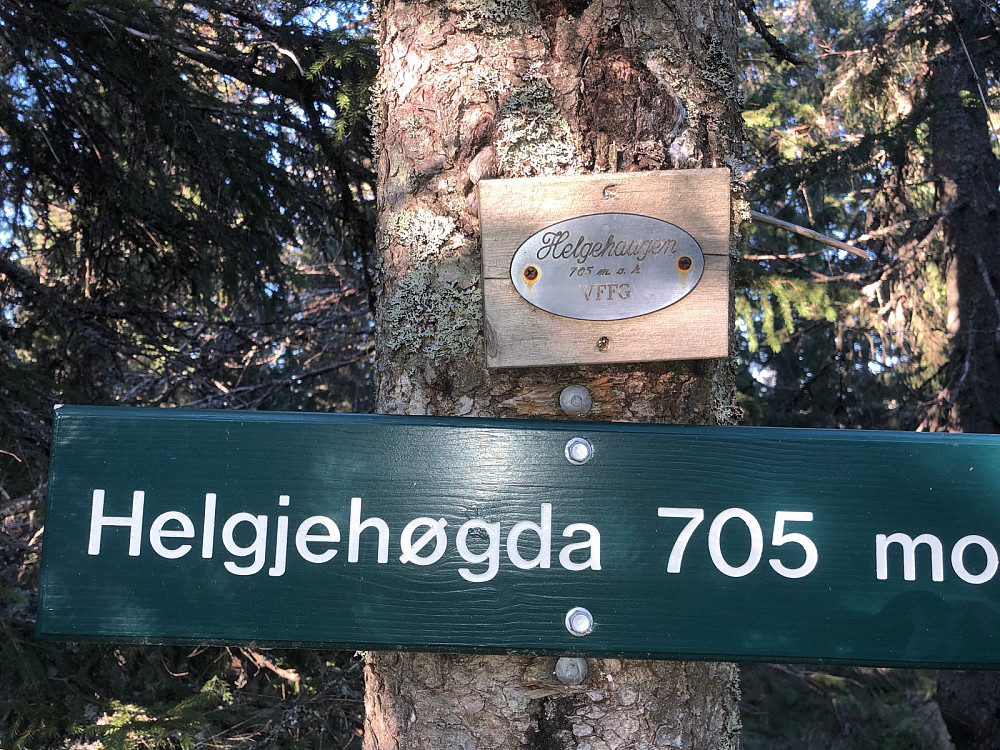 Helgehaugen
705 m o. h
VFFG
Helgjehøgda 705 mo